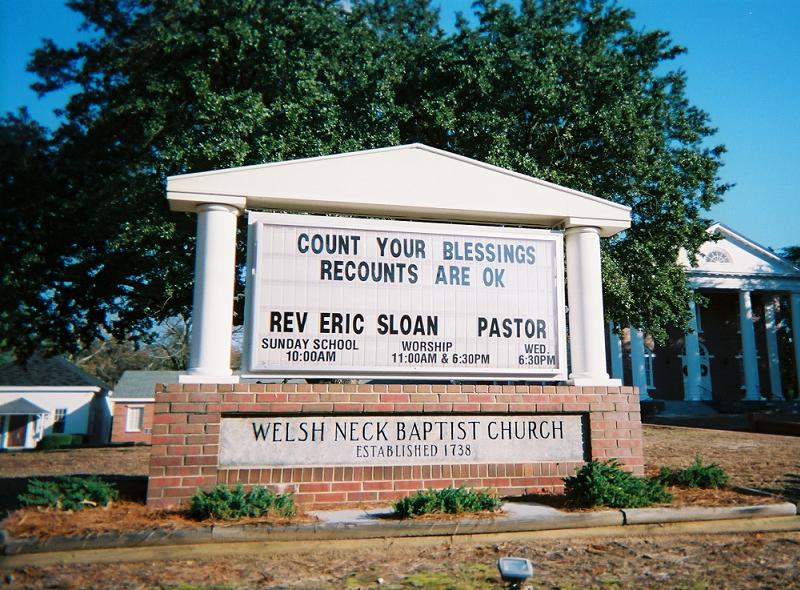 COUNT YOUR BLESSINGS
RECOUNTS ARE OK
REV ERIC SLOAN PASTOR
SUNDAY SCHOOL WORSHIP WED.
10:00AM 11:00AM & 6:30PM 6:30PM
WELSH NECK BAPTIST CHURCH
ESTABLISHED 1738